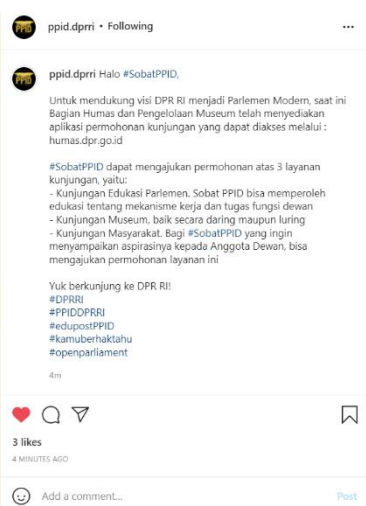 PPID
ppid.dprri • Following
PPID
ppid.dprri Halo #SobatPPID,
Untuk mendukung visi DPR RI menjadi Parlemen Modern, saat ini
Bagian Humas dan Pengelolaan Museum telah menyediakan
aplikasi permohonan kunjungan yang dapat diakses melalui :
humas.dpr.go.id
#SobatPPID dapat mengajukan permohonan atas 3 layanan
kunjungan, yaitu:
- Kunjungan Edukasi Parlemen. Sobat PPID bisa memperoleh
edukasi tentang mekanisme kerja dan tugas fungsi dewan
- Kunjungan Museum, baik secara daring maupun luring
- Kunjungan Masyarakat. Bagi #SobatPPID yang ingin
menyampaikan aspirasinya kepada Anggota Dewan, bisa
mengajukan permohonan layanan ini
Yuk berkunjung ke DPR RI!
#DPRRI
#PPIDDPRRI
#edupostPPID
#kamuberhaktahu
#openparliament
4m
3 likes
4 MINUTES AGO
Add a comment...
Post